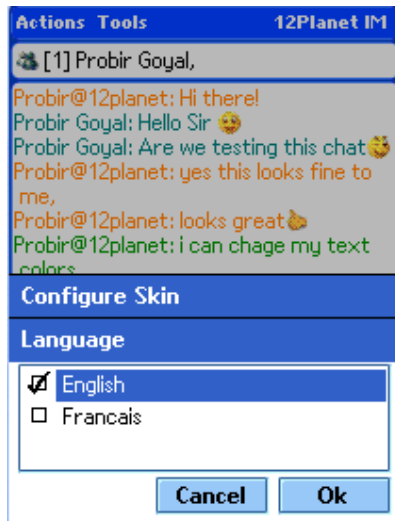 Actions Tools 12Planet IM
[1] Probir Goyal,
Probir@12planet: Hi there!
Probir Goyal: Hello Sir
Probir Goyal: Are we testing this chat
Probir@12planet: yes this looks fine to
me,
Probir@12planet: looks great
Probir@12planet: i can chage my text
colors
Configure Skin
Language
English
Francais
Cancel Ok